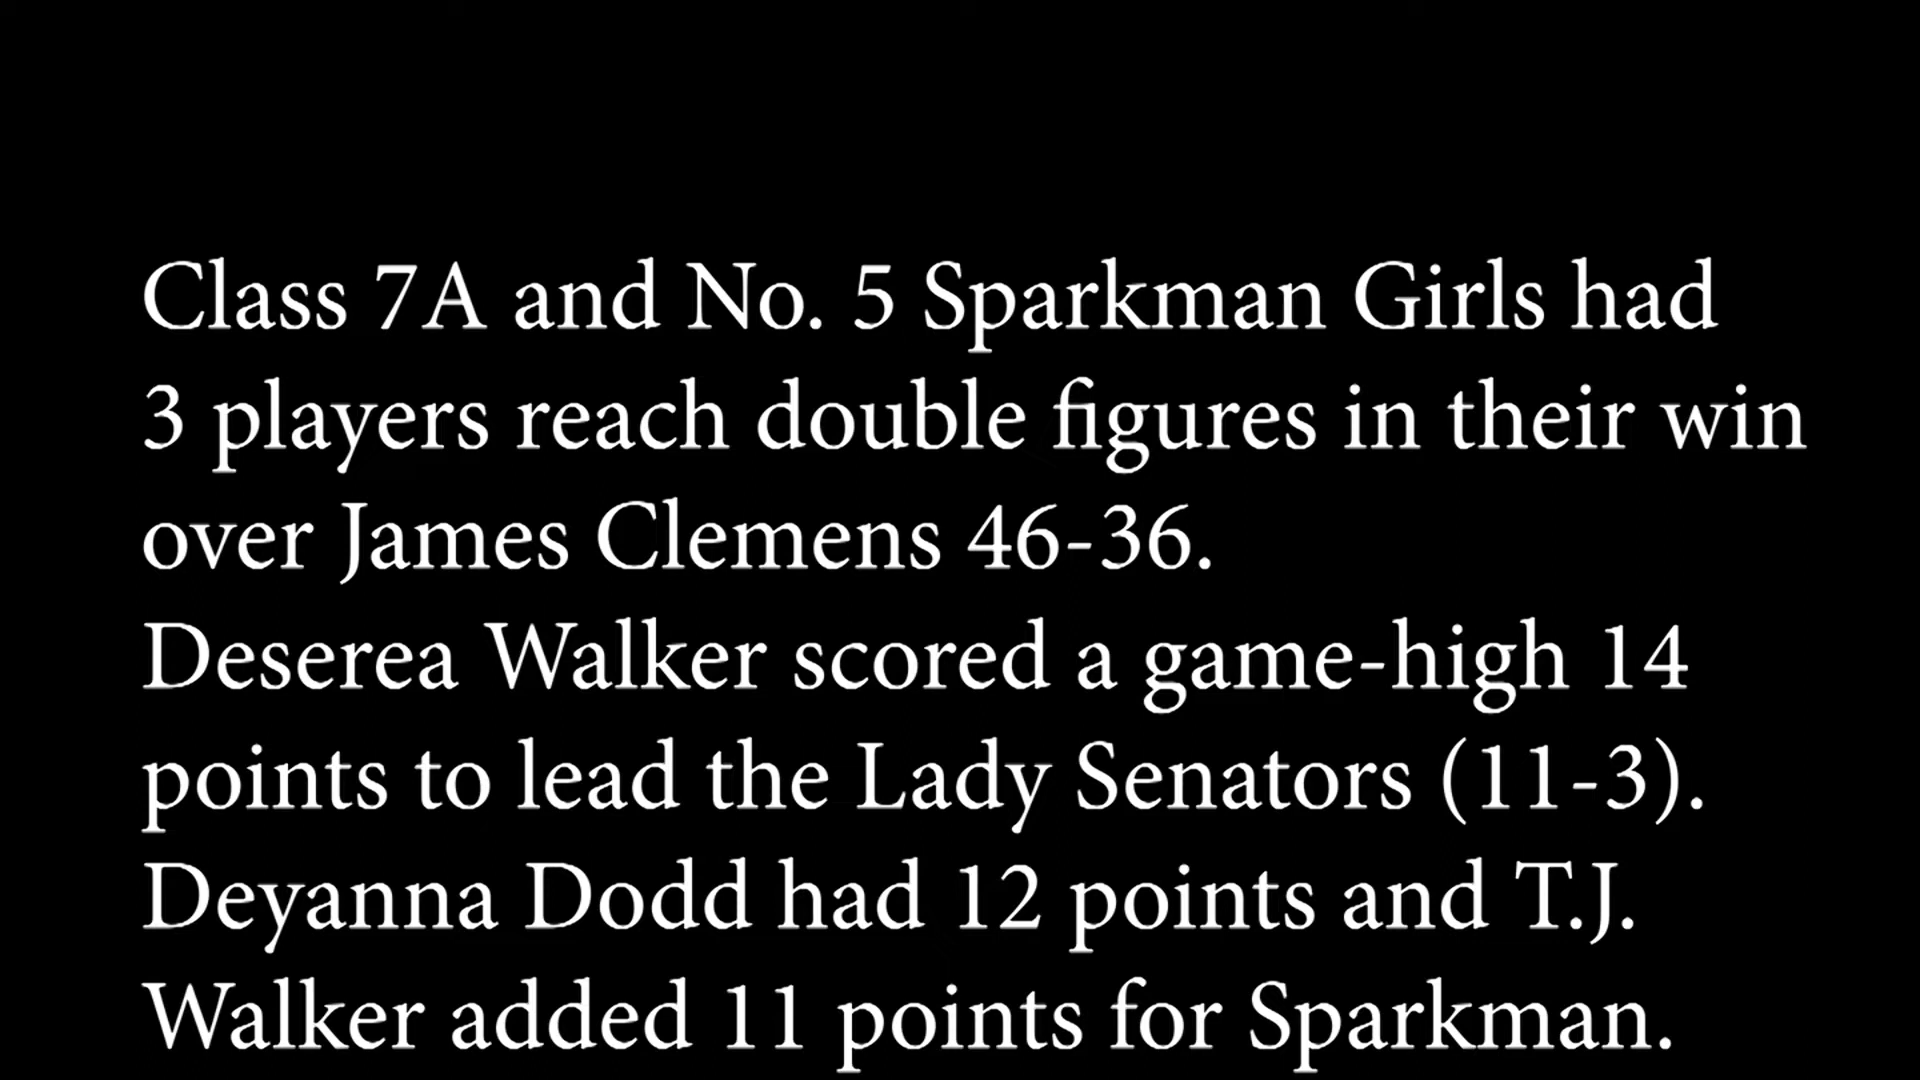 Class 7A and No. 5 Sparkman Girls had
3 players reach double figures in their win
over James Clemens 46-36.
Deserea Walker scored a game-high 14
points to lead the Lady Senators (11-3).
Deyanna Dodd had 12 points and T.J.
Walker added 11 points for Sparkman.